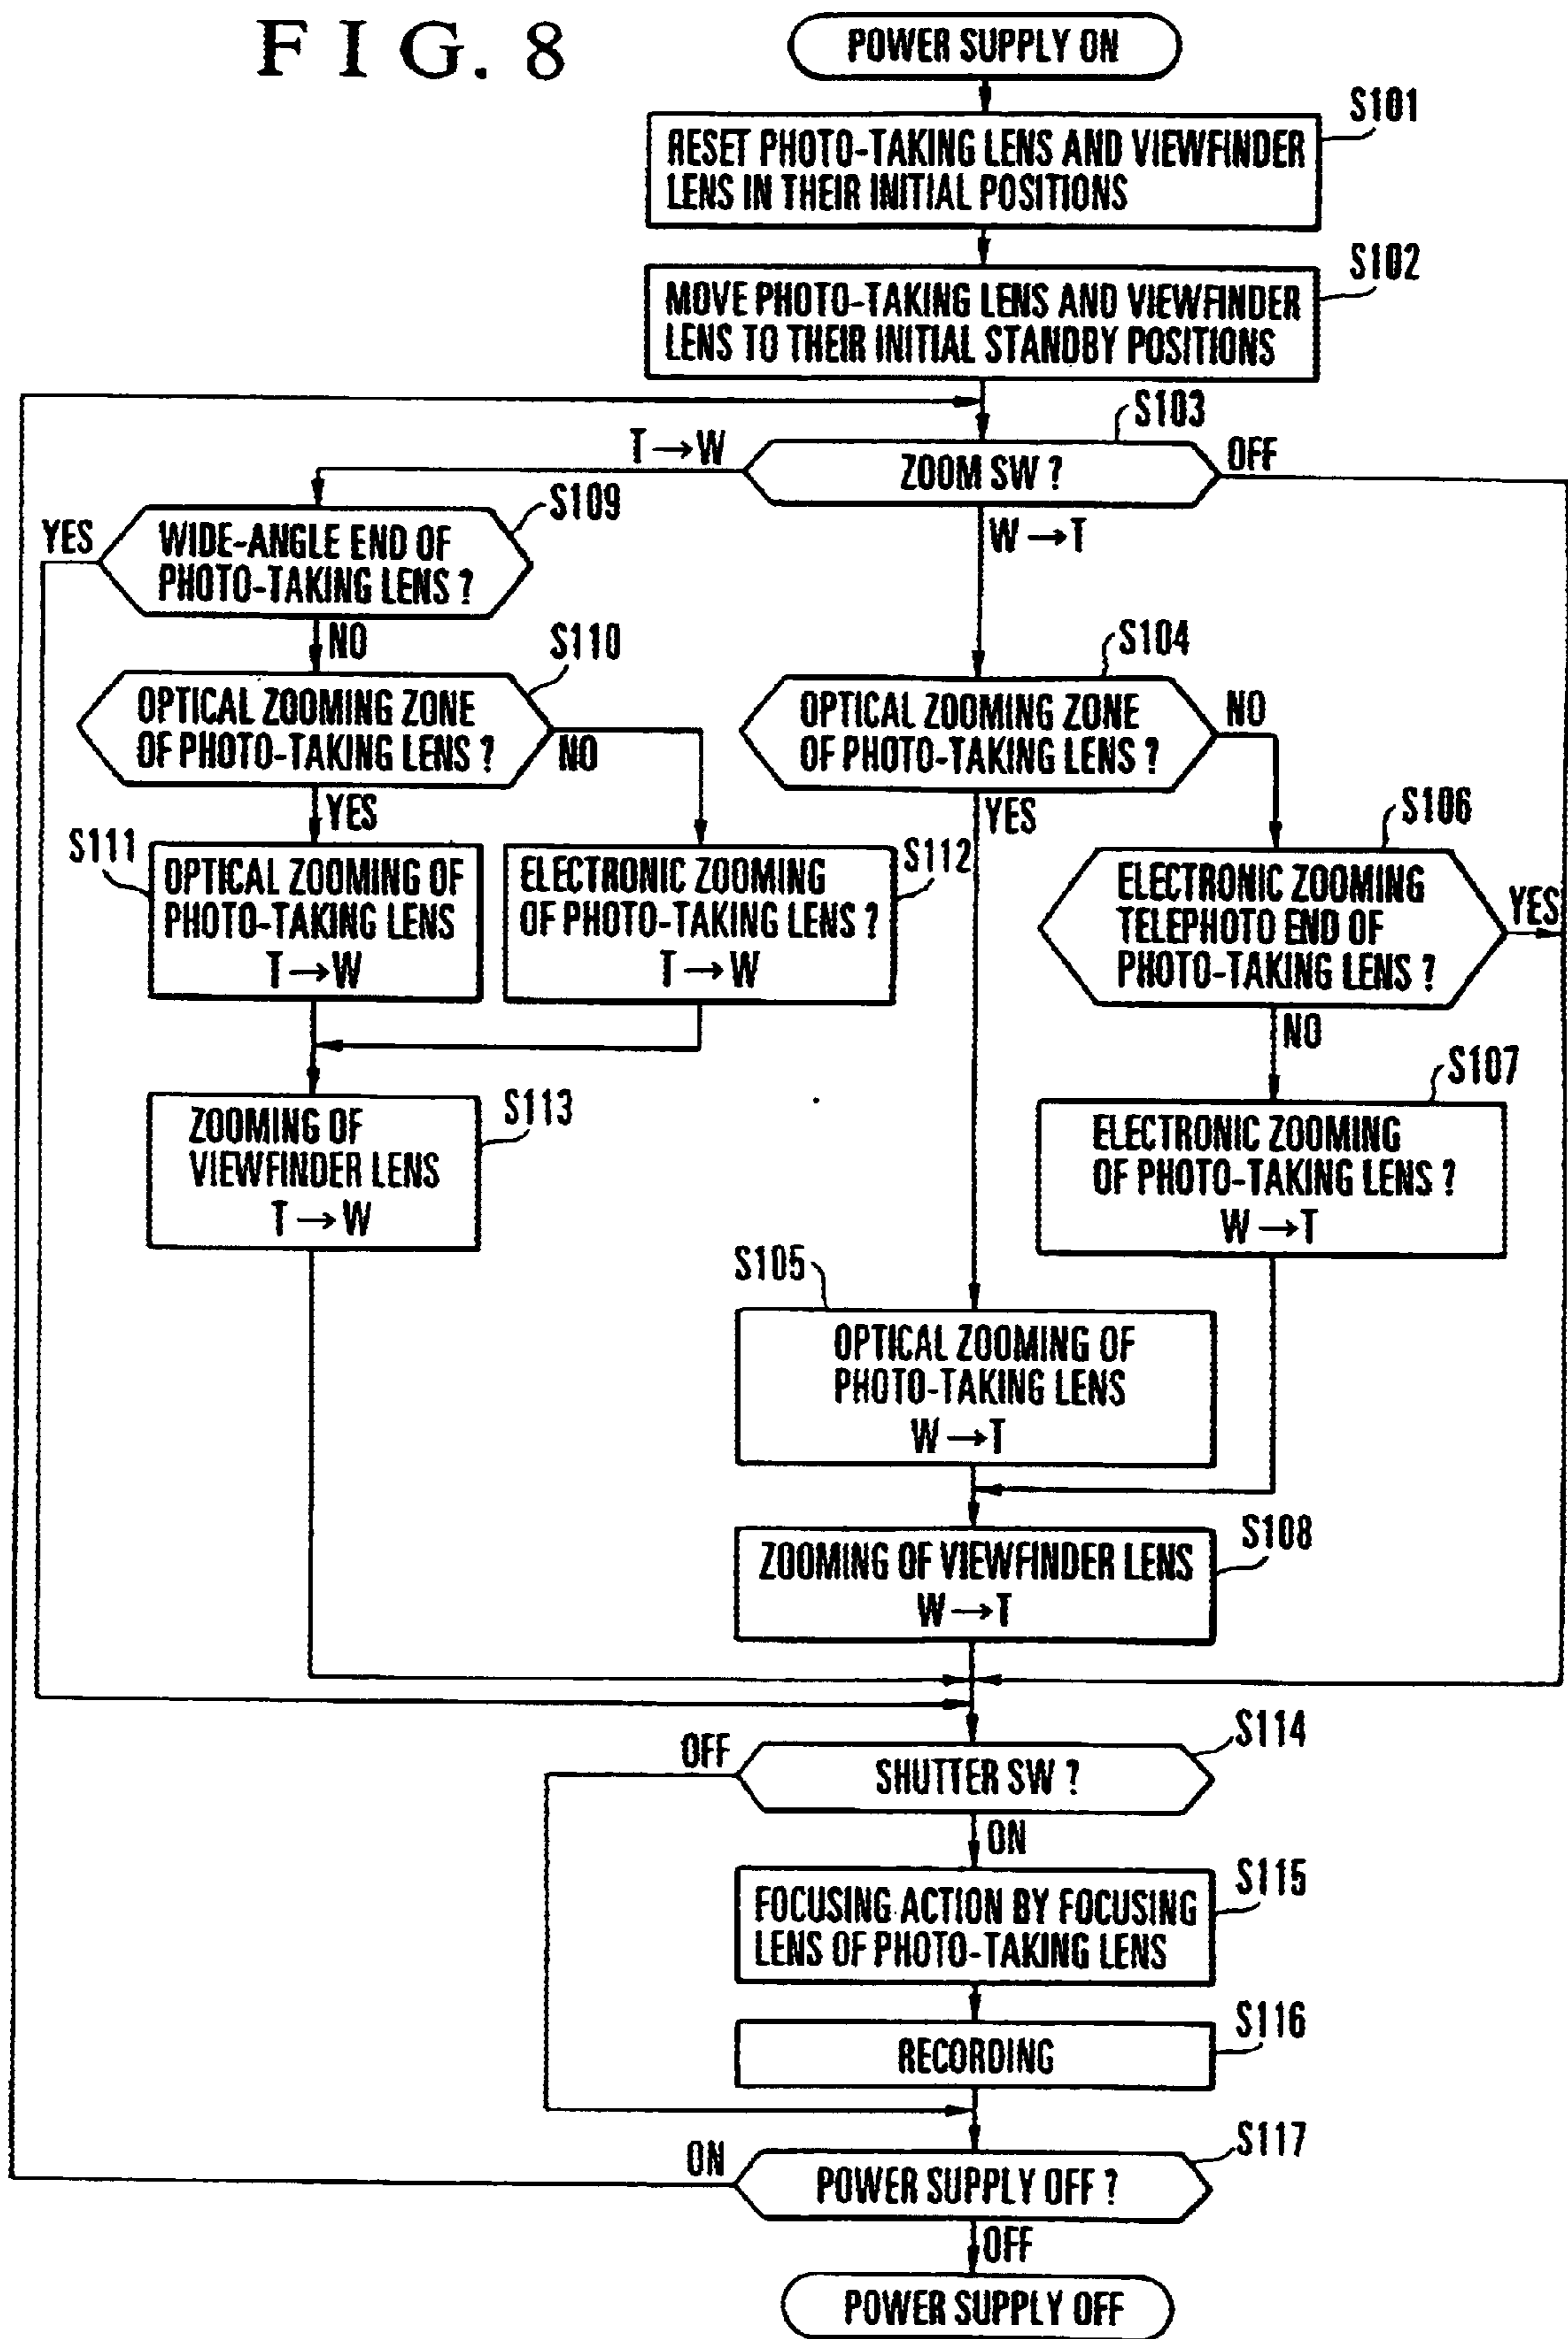 FIG. 8
POWER SUPPLY ON
S101
RESET PHOTO-TAKING LENS AND VIEWFINDER
LENS IN THEIR INITIAL POSITIONS
S102
MOVE PHOTO-TAKING LENS AND VIEWFINDER
LENS TO THEIR INITIAL STANDBY POSITIONS
S103
T→W
ZOOM SW ?
OFF
W→T
S109
YES
WIDE-ANGLE END OF
PHOTO-TAKING LENS ?
NO
S110
OPTICAL ZOOMING ZONE
OF PHOTO-TAKING LENS ?
NO
YES
S104
OPTICAL ZOOMING ZONE
OF PHOTO-TAKING LENS ?
NO
YES
S111
OPTICAL ZOOMING OF
PHOTO-TAKING LENS
T→W
S112
ELECTRONIC ZOOMING
OF PHOTO-TAKING LENS ?
T→W
S106
ELECTRONIC ZOOMING
TELEPHOTO END OF
PHOTO-TAKING LENS ?
YES
NO
S113
ZOOMING OF
VIEWFINDER LENS
T→W
S107
ELECTRONIC ZOOMING
OF PHOTO-TAKING LENS ?
W→T
S105
OPTICAL ZOOMING OF
PHOTO-TAKING LENS
W→T
S108
ZOOMING OF VIEWFINDER LENS
W→T
S114
OFF
SHUTTER SW ?
ON
S115
FOCUSING ACTION BY FOCUSING
LENS OF PHOTO-TAKING LENS
S116
RECORDING
S117
ON
POWER SUPPLY OFF ?
OFF
POWER SUPPLY OFF